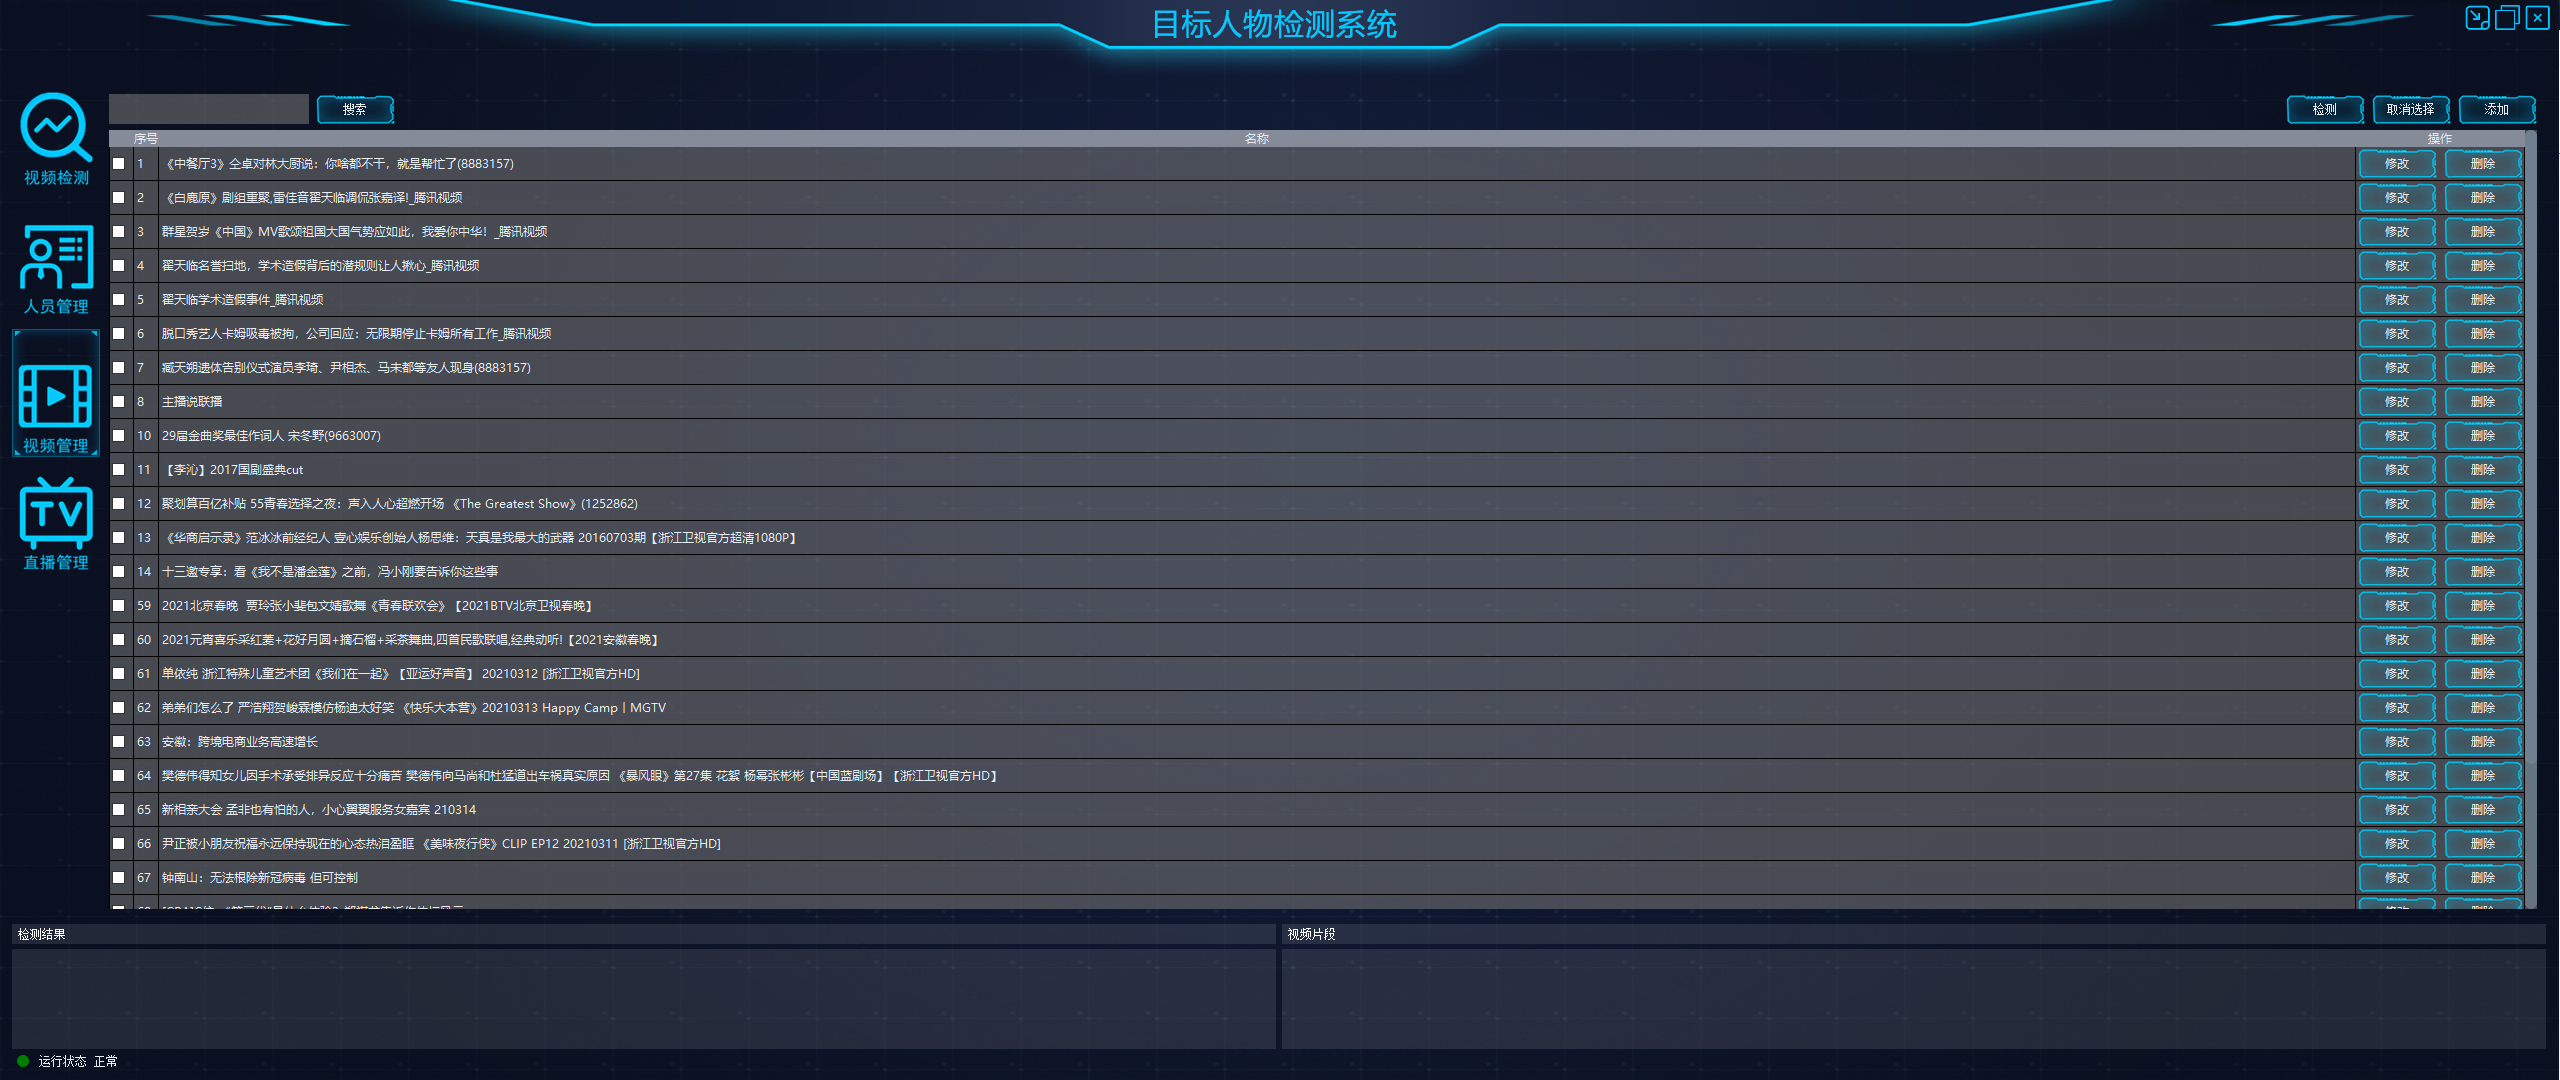 目标人物检测系统
搜索
检测 取消选择 添加
序号 名称 操作
1 《中餐厅3》仝卓对林大厨说：你啥都不干，就是帮忙了(8883157) 修改 删除
2 《白鹿原》剧组重聚,雷佳音翟天临调侃张嘉译!_腾讯视频 修改 删除
3 群星贺岁《中国》MV歌颂祖国大国气势应如此，我爱你中华！_腾讯视频 修改 删除
4 翟天临名誉扫地，学术造假背后的潜规则让人揪心_腾讯视频 修改 删除
5 翟天临学术造假事件_腾讯视频 修改 删除
6 脱口秀艺人卡姆吸毒被拘，公司回应：无限期停止卡姆所有工作_腾讯视频 修改 删除
7 臧天朔遗体告别仪式演员李琦、尹相杰、马未都等友人现身(8883157) 修改 删除
8 主播说联播 修改 删除
10 29届金曲奖最佳作词人 宋冬野(9663007) 修改 删除
11 【李沁】2017国剧盛典cut 修改 删除
12 聚划算百亿补贴 55青春选择之夜：声入人心超燃开场 《The Greatest Show》(1252862) 修改 删除
13 《华商启示录》范冰冰前经纪人 壹心娱乐创始人杨思维：天真是我最大的武器 20160703期【浙江卫视官方超清1080P】 修改 删除
14 十三邀专享：看《我不是潘金莲》之前，冯小刚要告诉你这些事 修改 删除
59 2021北京春晚 贾玲张小斐包文婧歌舞《青春联欢会》【2021BTV北京卫视春晚】 修改 删除
60 2021元宵喜乐采红菱+花好月圆+摘石榴+采茶舞曲,四首民歌联唱,经典动听!【2021安徽春晚】 修改 删除
61 单依纯 浙江特殊儿童艺术团《我们在一起》【亚运好声音】 20210312 [浙江卫视官方HD] 修改 删除
62 弟弟们怎么了 严浩翔贺峻霖模仿杨迪太好笑 《快乐大本营》20210313 Happy Camp丨MGTV 修改 删除
63 安徽：跨境电商业务高速增长 修改 删除
64 樊德伟得知女儿因手术承受排异反应十分痛苦 樊德伟向马尚和杜猛道出车祸真实原因 《暴风眼》第27集 花絮 杨幂张彬彬【中国蓝剧场】【浙江卫视官方HD】 修改 删除
65 新相亲大会 孟非也有怕的人，小心翼翼服务女嘉宾 210314 修改 删除
66 尹正被小朋友祝福永远保持现在的心态热泪盈眶 《美味夜行侠》CLIP EP12 20210311 [浙江卫视官方HD] 修改 删除
67 钟南山：无法根除新冠病毒 但可控制 修改 删除
视频检测
人员管理
视频管理
TV
直播管理
检测结果
视频片段
运行状态 正常